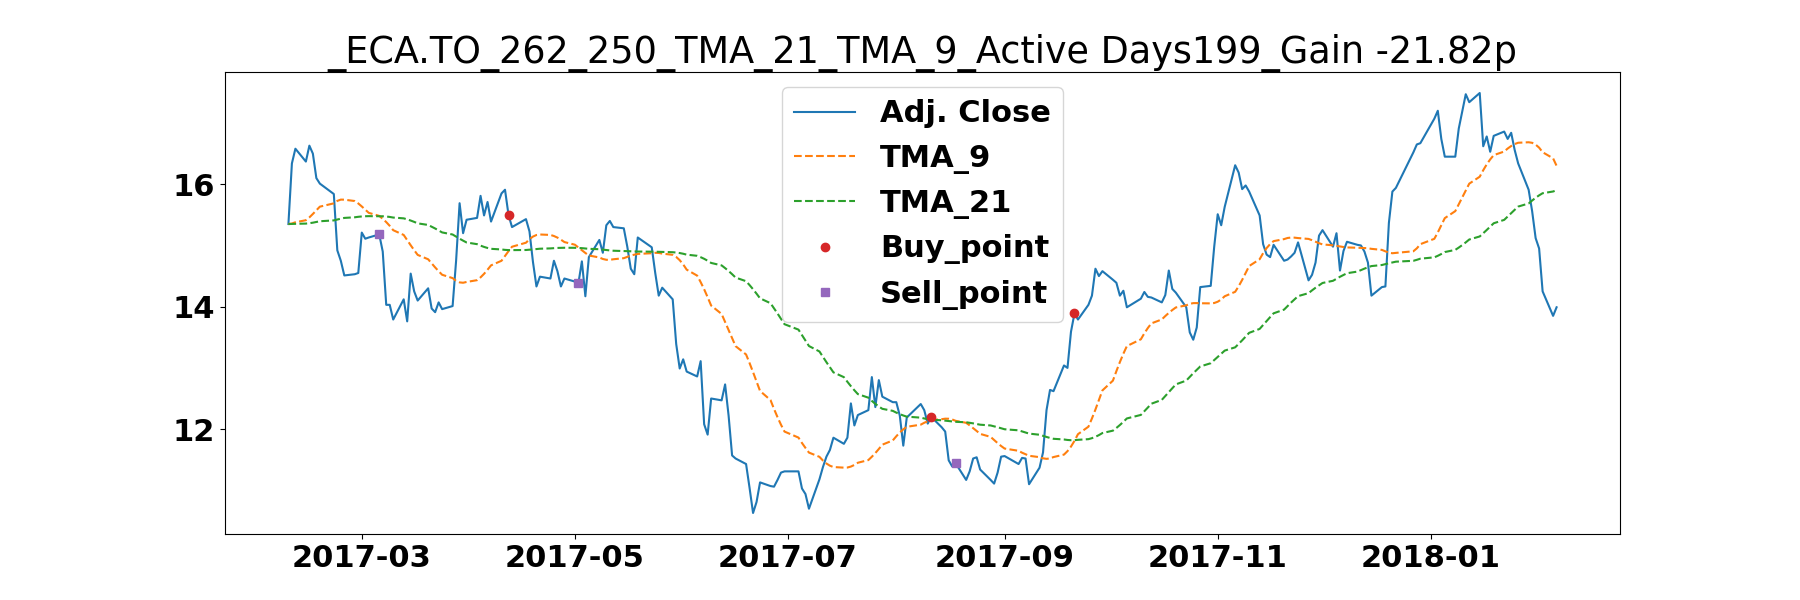 _ECA.TO_262_250_TMA_21_TMA_9_Active Days199_Gain -21.82p
Adj. Close
TMA_9
TMA_21
Buy_point
Sell_point
16
14
12
2017-03 2017-05 2017-07 2017-09 2017-11 2018-01